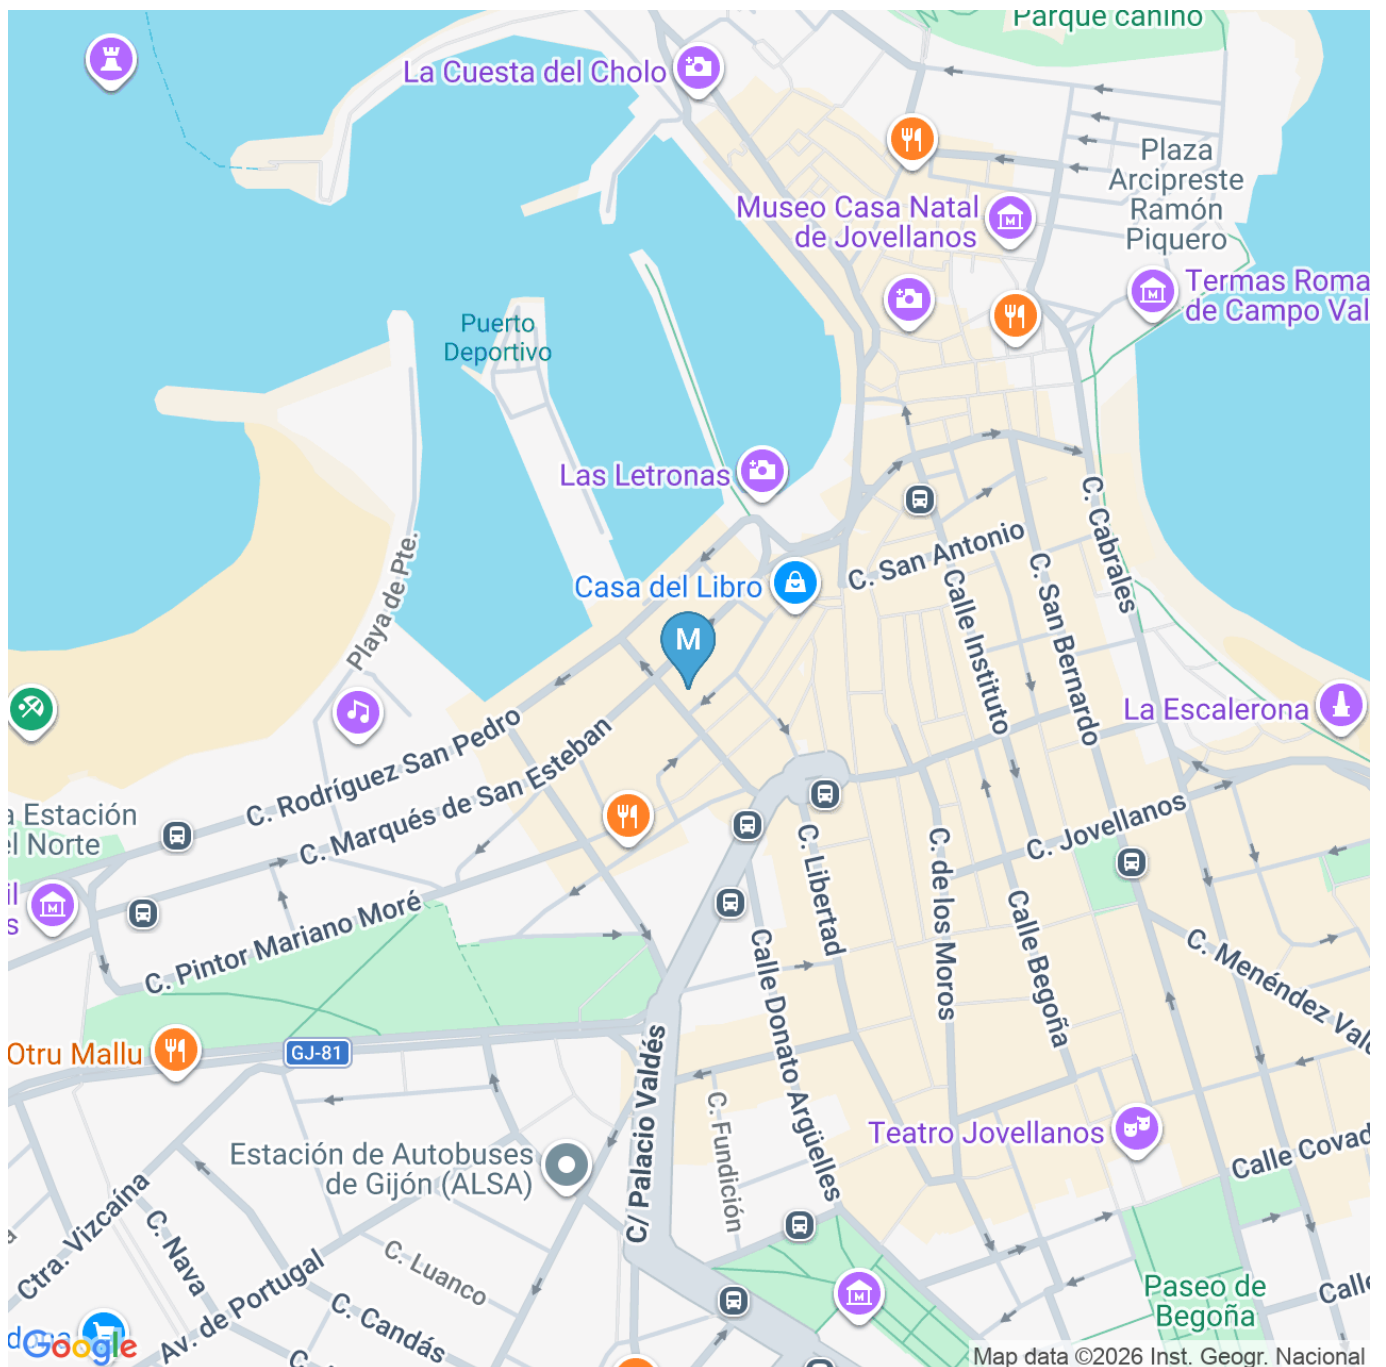 Parque canino
La Cuesta del Cholo
Plaza
Arcipreste
Ramón
Piquero
Museo Casa Natal
de Jovellanos
Termas Roma
de Campo Val
Puerto
Deportivo
Las Letronas
C. Cabrales
C. San Antonio
Playa de Pte.
Casa del Libro
Calle Instituto
C. San Bernardo
M
La Escalerona
C. Rodríguez San Pedro
C. Marqués de San Esteban
a Estación
el Norte
C. Jovellanos
C. Libertad
C. de los Moros
il
s
C. Pintor Mariano Moré
Calle Begoña
Calle Donato Argüelles
C. Menéndez Vald
Otru Mallu
GJ-81
C/ Palacio Valdés
C. Fundición
Teatro Jovellanos
Estación de Autobuses
de Gijón (ALSA)
Calle Covad
Ctra. Vizcaína
C. Nava
C. Luanco
Av. de Portugal
C. Candás
Paseo de
Begoña
Calle
dona
Google
C.
Map data ©2026 Inst. Geogr. Nacional